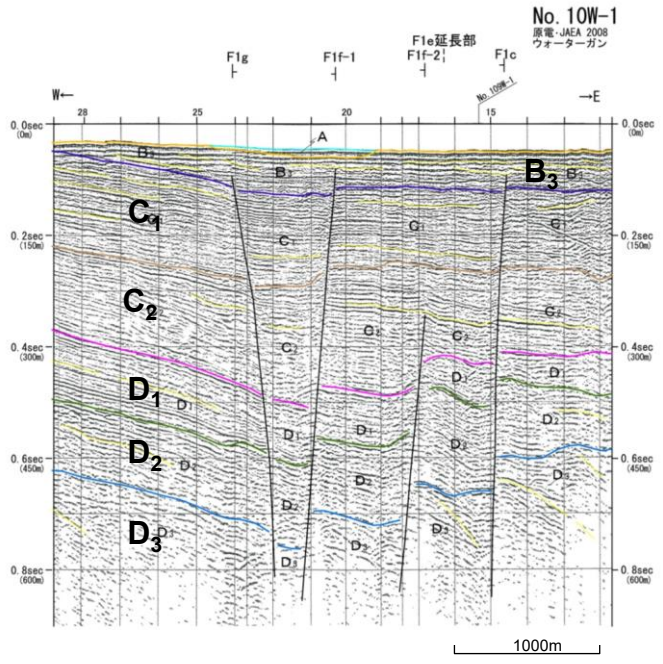 No. 10W-1
原電・JAEA 2008
ウォーターガン
F1e延長部
F1g
F1f-1
F1f-2
F1c
No.109W-1
W←
→E
28
25
20
15
0.0sec
(0m)
0.0sec
(0m)
A
B3
B3
B3
B3
C1
C1
C1
C1
0.2sec
(150m)
0.2sec
(150m)
C2
C2
C2
C2
C2
0.4sec
(300m)
0.4sec
(300m)
D1
D1
D1
D1
D1
D2
D2
D2
D2
D2
D2
0.6sec
(450m)
0.6sec
(450m)
D3
D3
D3
D3
D3
D3
0.8sec
(600m)
0.8sec
(600m)
1000m